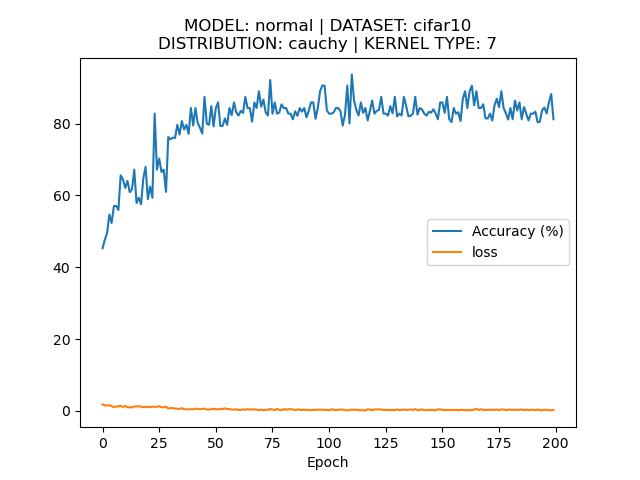 MODEL: normal | DATASET: cifar10
DISTRIBUTION: cauchy | KERNEL TYPE: 7
80
60
40
20
0
Accuracy (%)
loss
0 25 50 75 100 125 150 175 200
Epoch